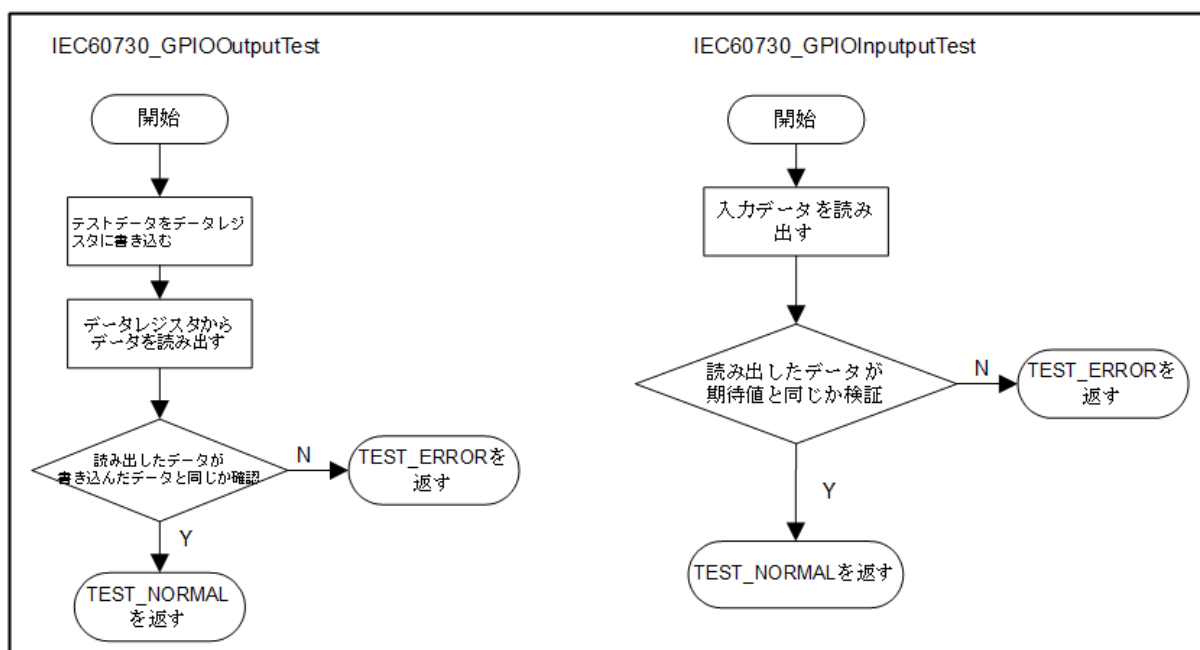 IEC60730_GPIOOutputTest
開始
テストデータをデータレジ
スタに書き込む
データレジスタから
データを読み出す
読み出したデータが
書き込んだデータと同じか確認
N
TEST_ERRORを
返す
Y
TEST_NORMAL
を返す
IEC60730_GPIOInputputTest
開始
入力データを読み
出す
読み出したデータが
期待値と同じか検証
N
TEST_ERRORを
返す
Y
TEST_NORMALを返す